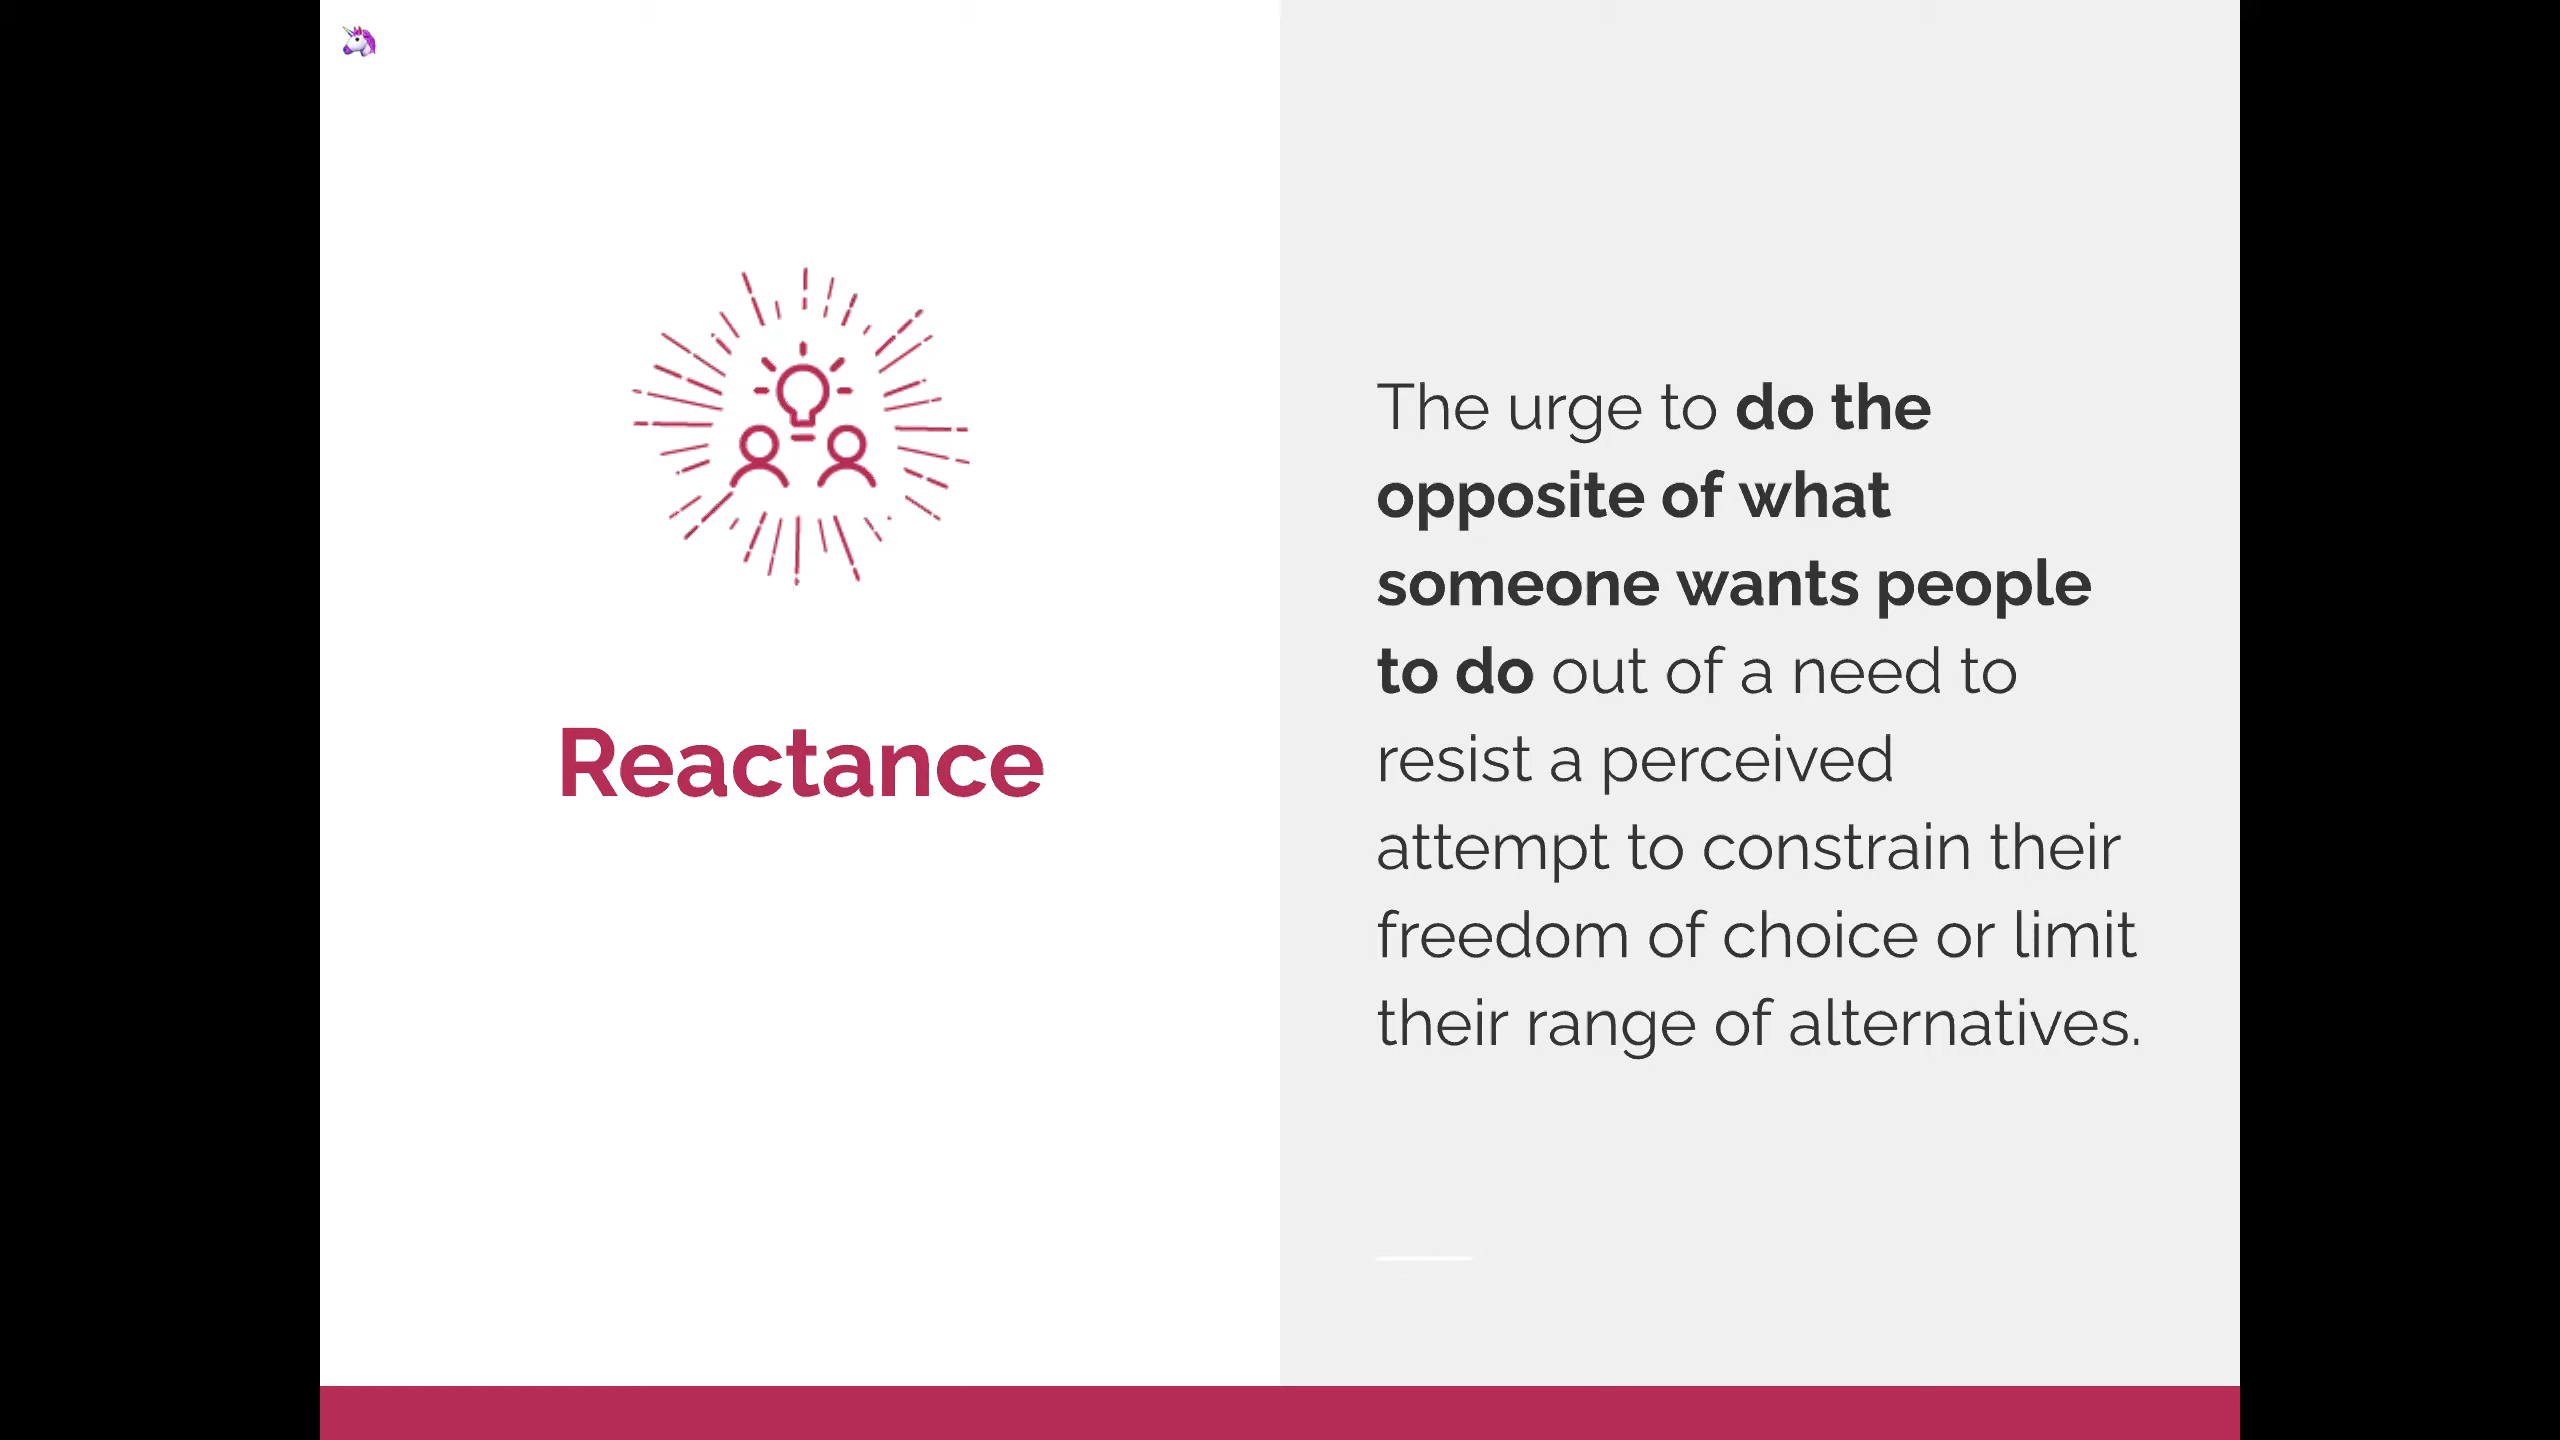 Reactance
The urge to do the
opposite of what
someone wants people
to do out of a need to
resist a perceived
attempt to constrain their
freedom of choice or limit
their range of alternatives.